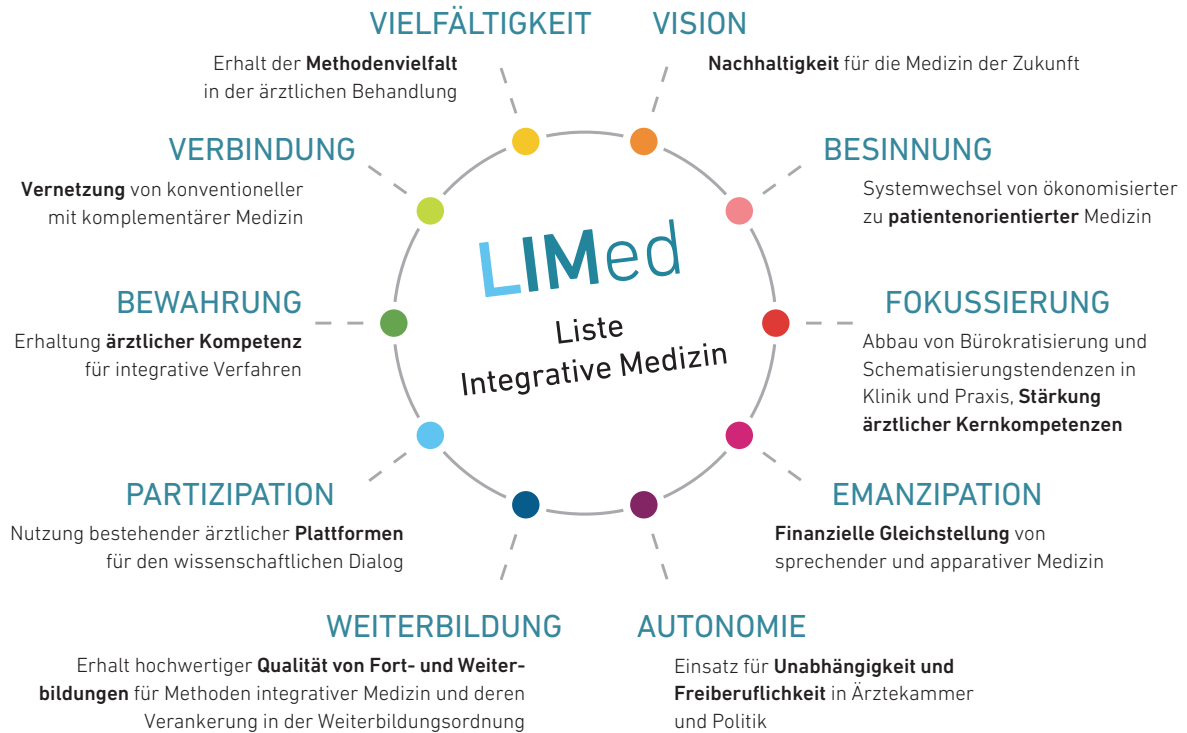 VIELFÄLTIGKEIT
Erhalt der Methodenvielfalt
in der ärztlichen Behandlung
VISION
Nachhaltigkeit für die Medizin der Zukunft
VERBINDUNG
Vernetzung von konventioneller
mit komplementärer Medizin
BESINNUNG
Systemwechsel von ökonomisierter
zu patientenorientierter Medizin
LIMed
Liste
Integrative Medizin
BEWAHRUNG
Erhaltung ärztlicher Kompetenz
für integrative Verfahren
FOKUSSIERUNG
Abbau von Bürokratisierung und
Schematisierungstendenzen in
Klinik und Praxis, Stärkung
ärztlicher Kernkompetenzen
PARTIZIPATION
Nutzung bestehender ärztlicher Plattformen
für den wissenschaftlichen Dialog
EMANZIPATION
Finanzielle Gleichstellung von
sprechender und apparativer Medizin
WEITERBILDUNG
Erhalt hochwertiger Qualität von Fort- und Weiter-
bildungen für Methoden integrativer Medizin und deren
Verankerung in der Weiterbildungsordnung
AUTONOMIE
Einsatz für Unabhängigkeit und
Freiberuflichkeit in Ärztekammer
und Politik